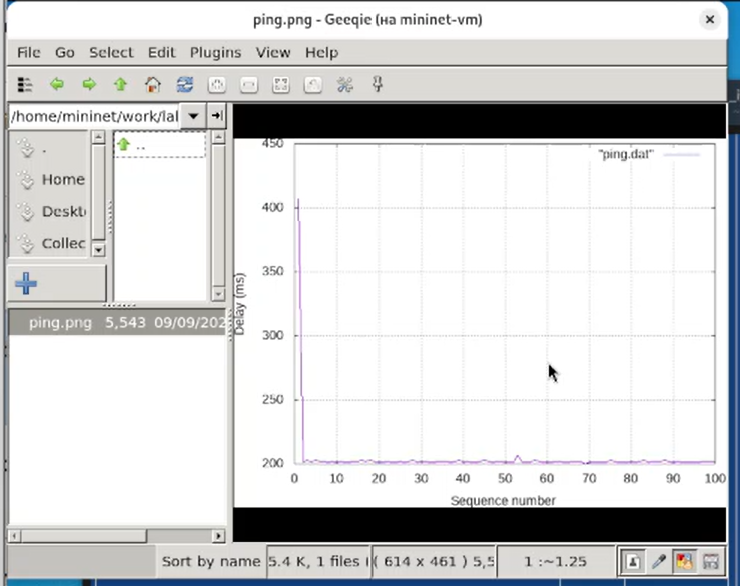 ping.png - Geeqie (на mininet-vm)
File Go Select Edit Plugins View Help
/home/mininet/work/lal
.
..
Home
Deskt
Collec
ping.png 5,543 09/09/202
"ping.dat"
450
400
350
300
250
200
Delay (ms)
0 10 20 30 40 50 60 70 80 90 100
Sequence number
Sort by name 5.4 K, 1 files ( ( 614 x 461 ) 5,5 1 :~1.25